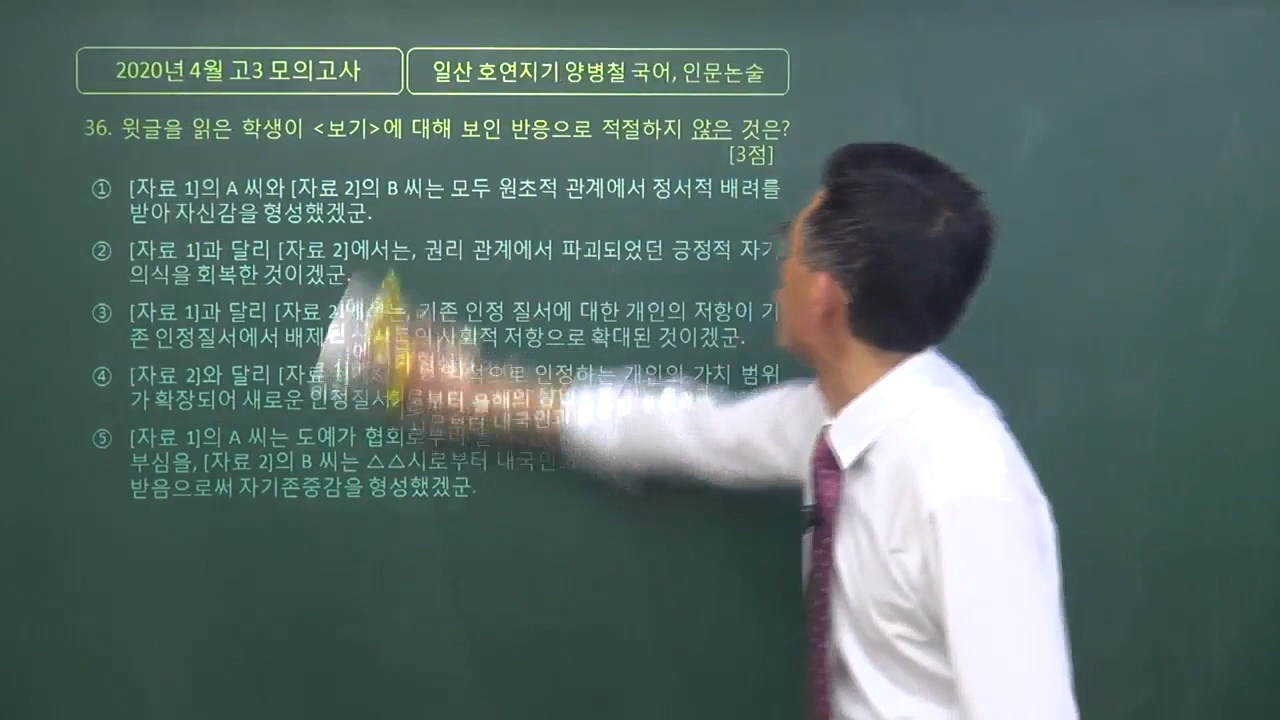 2020년 4월 고3 모의고사
일산 호연지기 양병철 국어, 인문논술
36. 윗글을 읽은 학생이 <보기>에 대해 보인 반응으로 적절하지 않은 것은?
[3점]
① [자료 1]의 A 씨와 [자료 2]의 B 씨는 모두 원초적 관계에서 정서적 배려를
받아 자신감을 형성했겠군.
② [자료 1]과 달리 [자료 2]에서는, 권리 관계에서 파괴되었던 긍정적 자기
의식을 회복한 것이겠군.
③ [자료 1]과 달리 [자료 2]에서는, 기존 인정 질서에 대한 개인의 저항이 기
존 인정질서에서 사회적 저항으로 확대된 것이겠군.
④ [자료 2]와 달리 [자료 인정하는 개인의 가치 범위
가 확장되어 새로운 인정질서
⑤ [자료 1]의 A 씨는 도예가 협회로부터
부심을, [자료 2]의 B 씨는 △△시로부터 내국인
받음으로써 자기존중감을 형성했겠군.